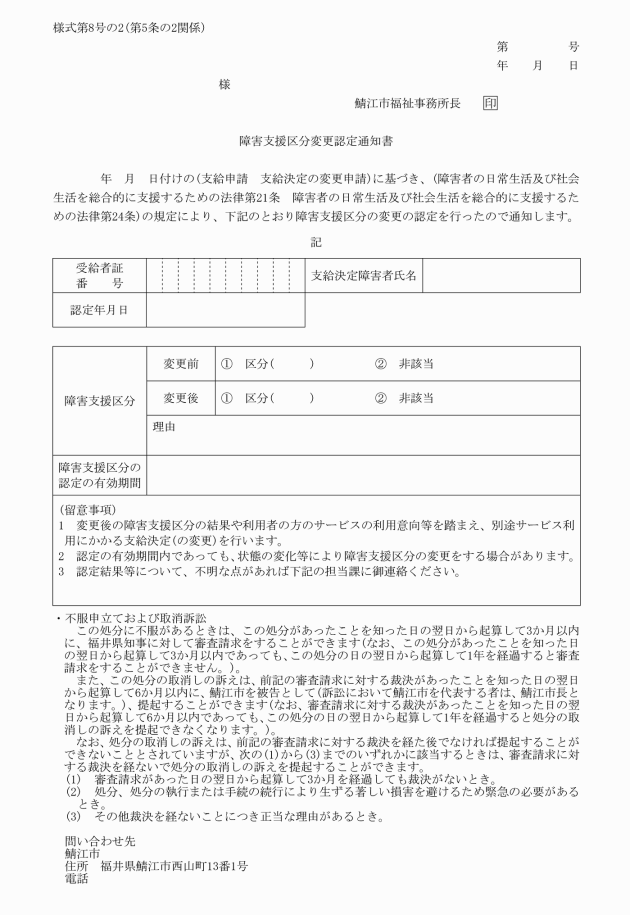 様式第8号の2(第5条の2関係)
第　　　　　号
年　　月　　日
様
鯖江市福祉事務所長　　印
障害支援区分変更認定通知書
年　月　日付けの(支給申請　支給決定の変更申請)に基づき、(障害者の日常生活及び社会
生活を総合的に支援するための法律第21条　障害者の日常生活及び社会生活を総合的に支援するた
めの法律第24条)の規定により、下記のとおり障害支援区分の変更の認定を行ったので通知します。
記
受給者証
番　　号
支給決定障害者氏名
認定年月日
障害支援区分
変更前
①　区分(　　　)
②　非該当
変更後
①　区分(　　　)
②　非該当
理由
障害支援区分の
認定の有効期間
(留意事項)
1　変更後の障害支援区分の結果や利用者の方のサービスの利用意向等を踏まえ、別途サービス利
用にかかる支給決定(の変更)を行います。
2　認定の有効期間内であっても、状態の変化等により障害支援区分の変更をする場合があります。
3　認定結果等について、不明な点があれば下記の担当課に御連絡ください。
・不服申立ておよび取消訴訟
この処分に不服があるときは、この処分があったことを知った日の翌日から起算して3か月以内
に、福井県知事に対して審査請求をすることができます(なお、この処分があったことを知った日
の翌日から起算して3か月以内であっても、この処分の日の翌日から起算して1年を経過すると審査
請求をすることができません。)。
また、この処分の取消しの訴えは、前記の審査請求に対する裁決があったことを知った日の翌日
から起算して6か月以内に、鯖江市を被告として(訴訟において鯖江市を代表する者は、鯖江市長と
なります。)、提起することができます(なお、審査請求に対する裁決があったことを知った日の翌
日から起算して6か月以内であっても、この処分の日の翌日から起算して1年を経過すると処分の取
消しの訴えを提起できなくなります。)。
なお、処分の取消しの訴えは、前記の審査請求に対する裁決を経た後でなければ提起することが
できないこととされていますが、次の(1)から(3)までのいずれかに該当するときは、審査請求に対
する裁決を経ないで処分の取消しの訴えを提起することができます。
(1)　審査請求があった日の翌日から起算して3か月を経過しても裁決がないとき。
(2)　処分、処分の執行または手続の続行により生ずる著しい損害を避けるため緊急の必要がある
とき。
(3)　その他裁決を経ないことにつき正当な理由があるとき。
問い合わせ先
鯖江市
住所　福井県鯖江市西山町13番1号
電話